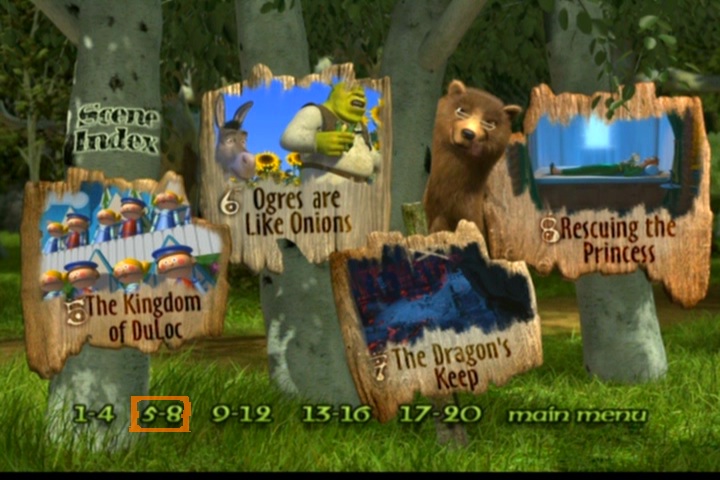 Scene
Index
6 Ogres are
Like Onions
8 Rescuing the
Princess
5 The Kingdom
of DuLoc
7 The Dragon's
Keep
1-4 5-8 9-12 13-16 17-20 main menu